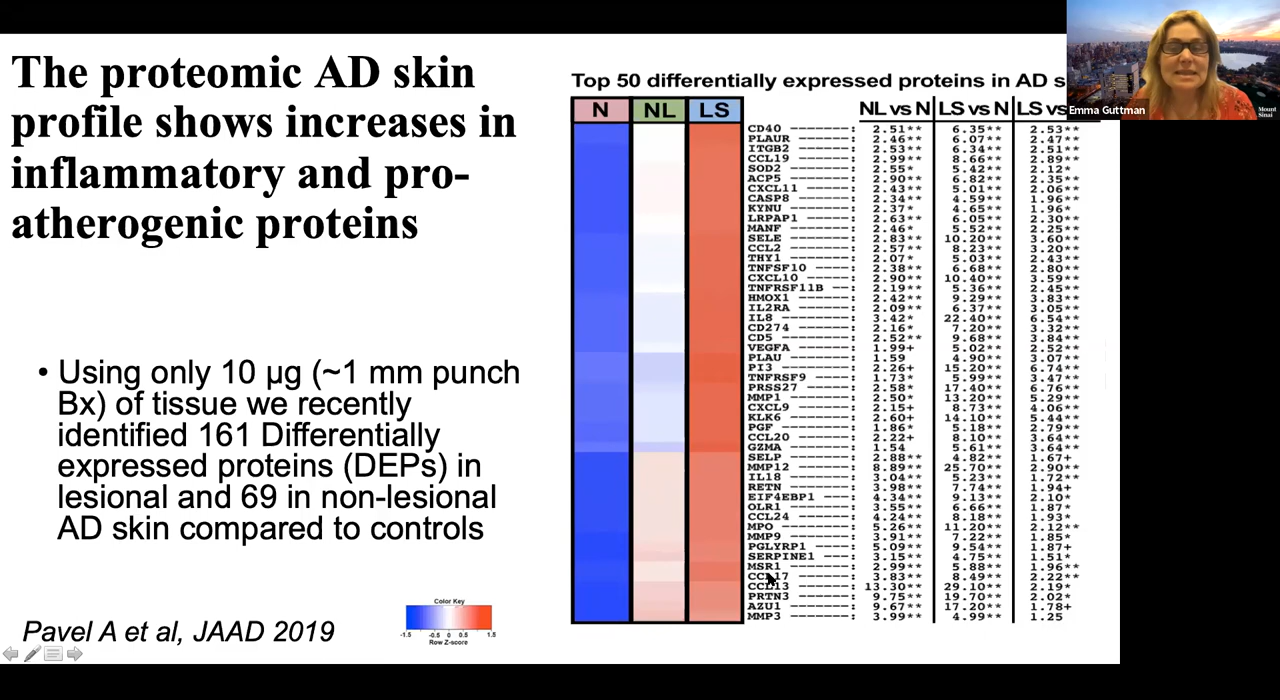 The proteomic AD skin
profile shows increases in
inflammatory and pro-
atherogenic proteins
• Using only 10 µg (~1 mm punch
Bx) of tissue we recently
identified 161 Differentially
expressed proteins (DEPs) in
lesional and 69 in non-lesional
AD skin compared to controls
Pavel A et al, JAAD 2019
Color Key
-1.5 -0.5 0 0.5 1.5
Row Z-score
Top 50 differentially expressed proteins in AD s
N NL LS NL vs N LS vs N LS vs
CD40 -------: 2.51** 6.35** 2.53**
PLAUR -------: 2.46** 6.07** 2.47**
ITGB2 -------: 2.53** 6.34** 2.51**
CCL19 -------: 2.99** 8.66** 2.89**
SOD2 -------: 2.55* 5.42** 2.12*
ACP5 -------: 2.90** 6.82** 2.35**
CXCL11 -------: 2.43** 5.01** 2.06**
CASP8 -------: 2.34** 4.59** 1.96**
KYNU -------: 2.37* 4.65** 1.96*
LRPAP1 -------: 2.63** 6.05** 2.30**
MANF -------: 2.46* 5.52** 2.25**
SELE -------: 2.83** 10.20** 3.60**
CCL2 -------: 2.57** 8.23** 3.20**
THY1 -------: 2.07* 5.03** 2.43**
TNFSF10 ----: 2.38** 6.68** 2.80**
CXCL10 -------: 2.90** 10.40** 3.59**
TNFRSF11B ---: 2.19** 5.36** 2.45**
HMOX1 -------: 2.42** 9.29** 3.83**
IL2RA -------: 2.09** 6.37** 3.05**
IL8 -------: 3.42* 22.40** 6.54**
CD274 -------: 2.16* 7.20** 3.32**
CD5 -------: 2.52** 9.68** 3.84**
VEGFA -------: 1.99+ 5.02** 2.52**
PLAU -------: 1.59 4.90** 3.07**
PI3 -------: 2.26+ 15.20** 6.74**
TNFRSF9 ----: 1.73* 5.99** 3.47**
PRSS27 -------: 2.58* 17.40** 6.76**
MMP1 -------: 2.50* 13.20** 5.29**
CXCL9 -------: 2.15+ 8.73** 4.06**
KLK6 -------: 2.60+ 14.10** 5.44**
PGF -------: 1.86* 5.18** 2.79**
CCL20 -------: 2.22+ 8.10** 3.64**
GZMA -------: 1.54 5.61** 3.64**
SELP -------: 2.88** 4.82** 1.67+
MMP12 -------: 8.89** 25.70** 2.90**
IL18 -------: 3.04** 5.23** 1.72**
RETN -------: 3.98** 7.74** 1.94+
EIF4EBP1 ----: 4.34** 9.13** 2.10*
OLR1 -------: 3.55** 6.66** 1.87*
CCL24 -------: 4.24** 8.18** 1.93*
MPO -------: 5.26** 11.20** 2.12**
MMP9 -------: 3.91** 7.22** 1.85*
PGLYRP1 ----: 5.09** 9.54** 1.87+
SERPINE1 ----: 3.15** 4.75** 1.51*
MSR1 -------: 2.99** 5.88** 1.96**
CCL17 -------: 3.83** 8.49** 2.22**
CCL13 -------: 13.30** 29.10** 2.19*
PRTN3 -------: 9.75** 19.70** 2.02*
AZU1 -------: 9.67** 17.20** 1.78+
MMP3 -------: 3.99** 4.99** 1.25
Emma Guttman
Mount
Sinai